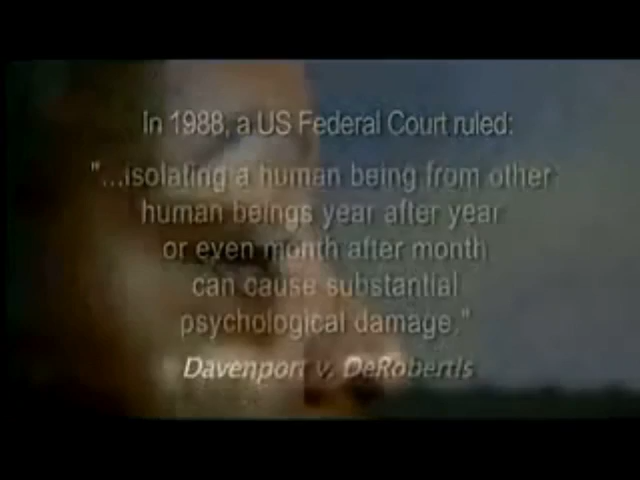 In 1988, a US Federal Court ruled:
"...isolating a human being from other
human beings year after year
or even month after month
can cause substantial
psychological damage."
Davenport v. DeRobertis